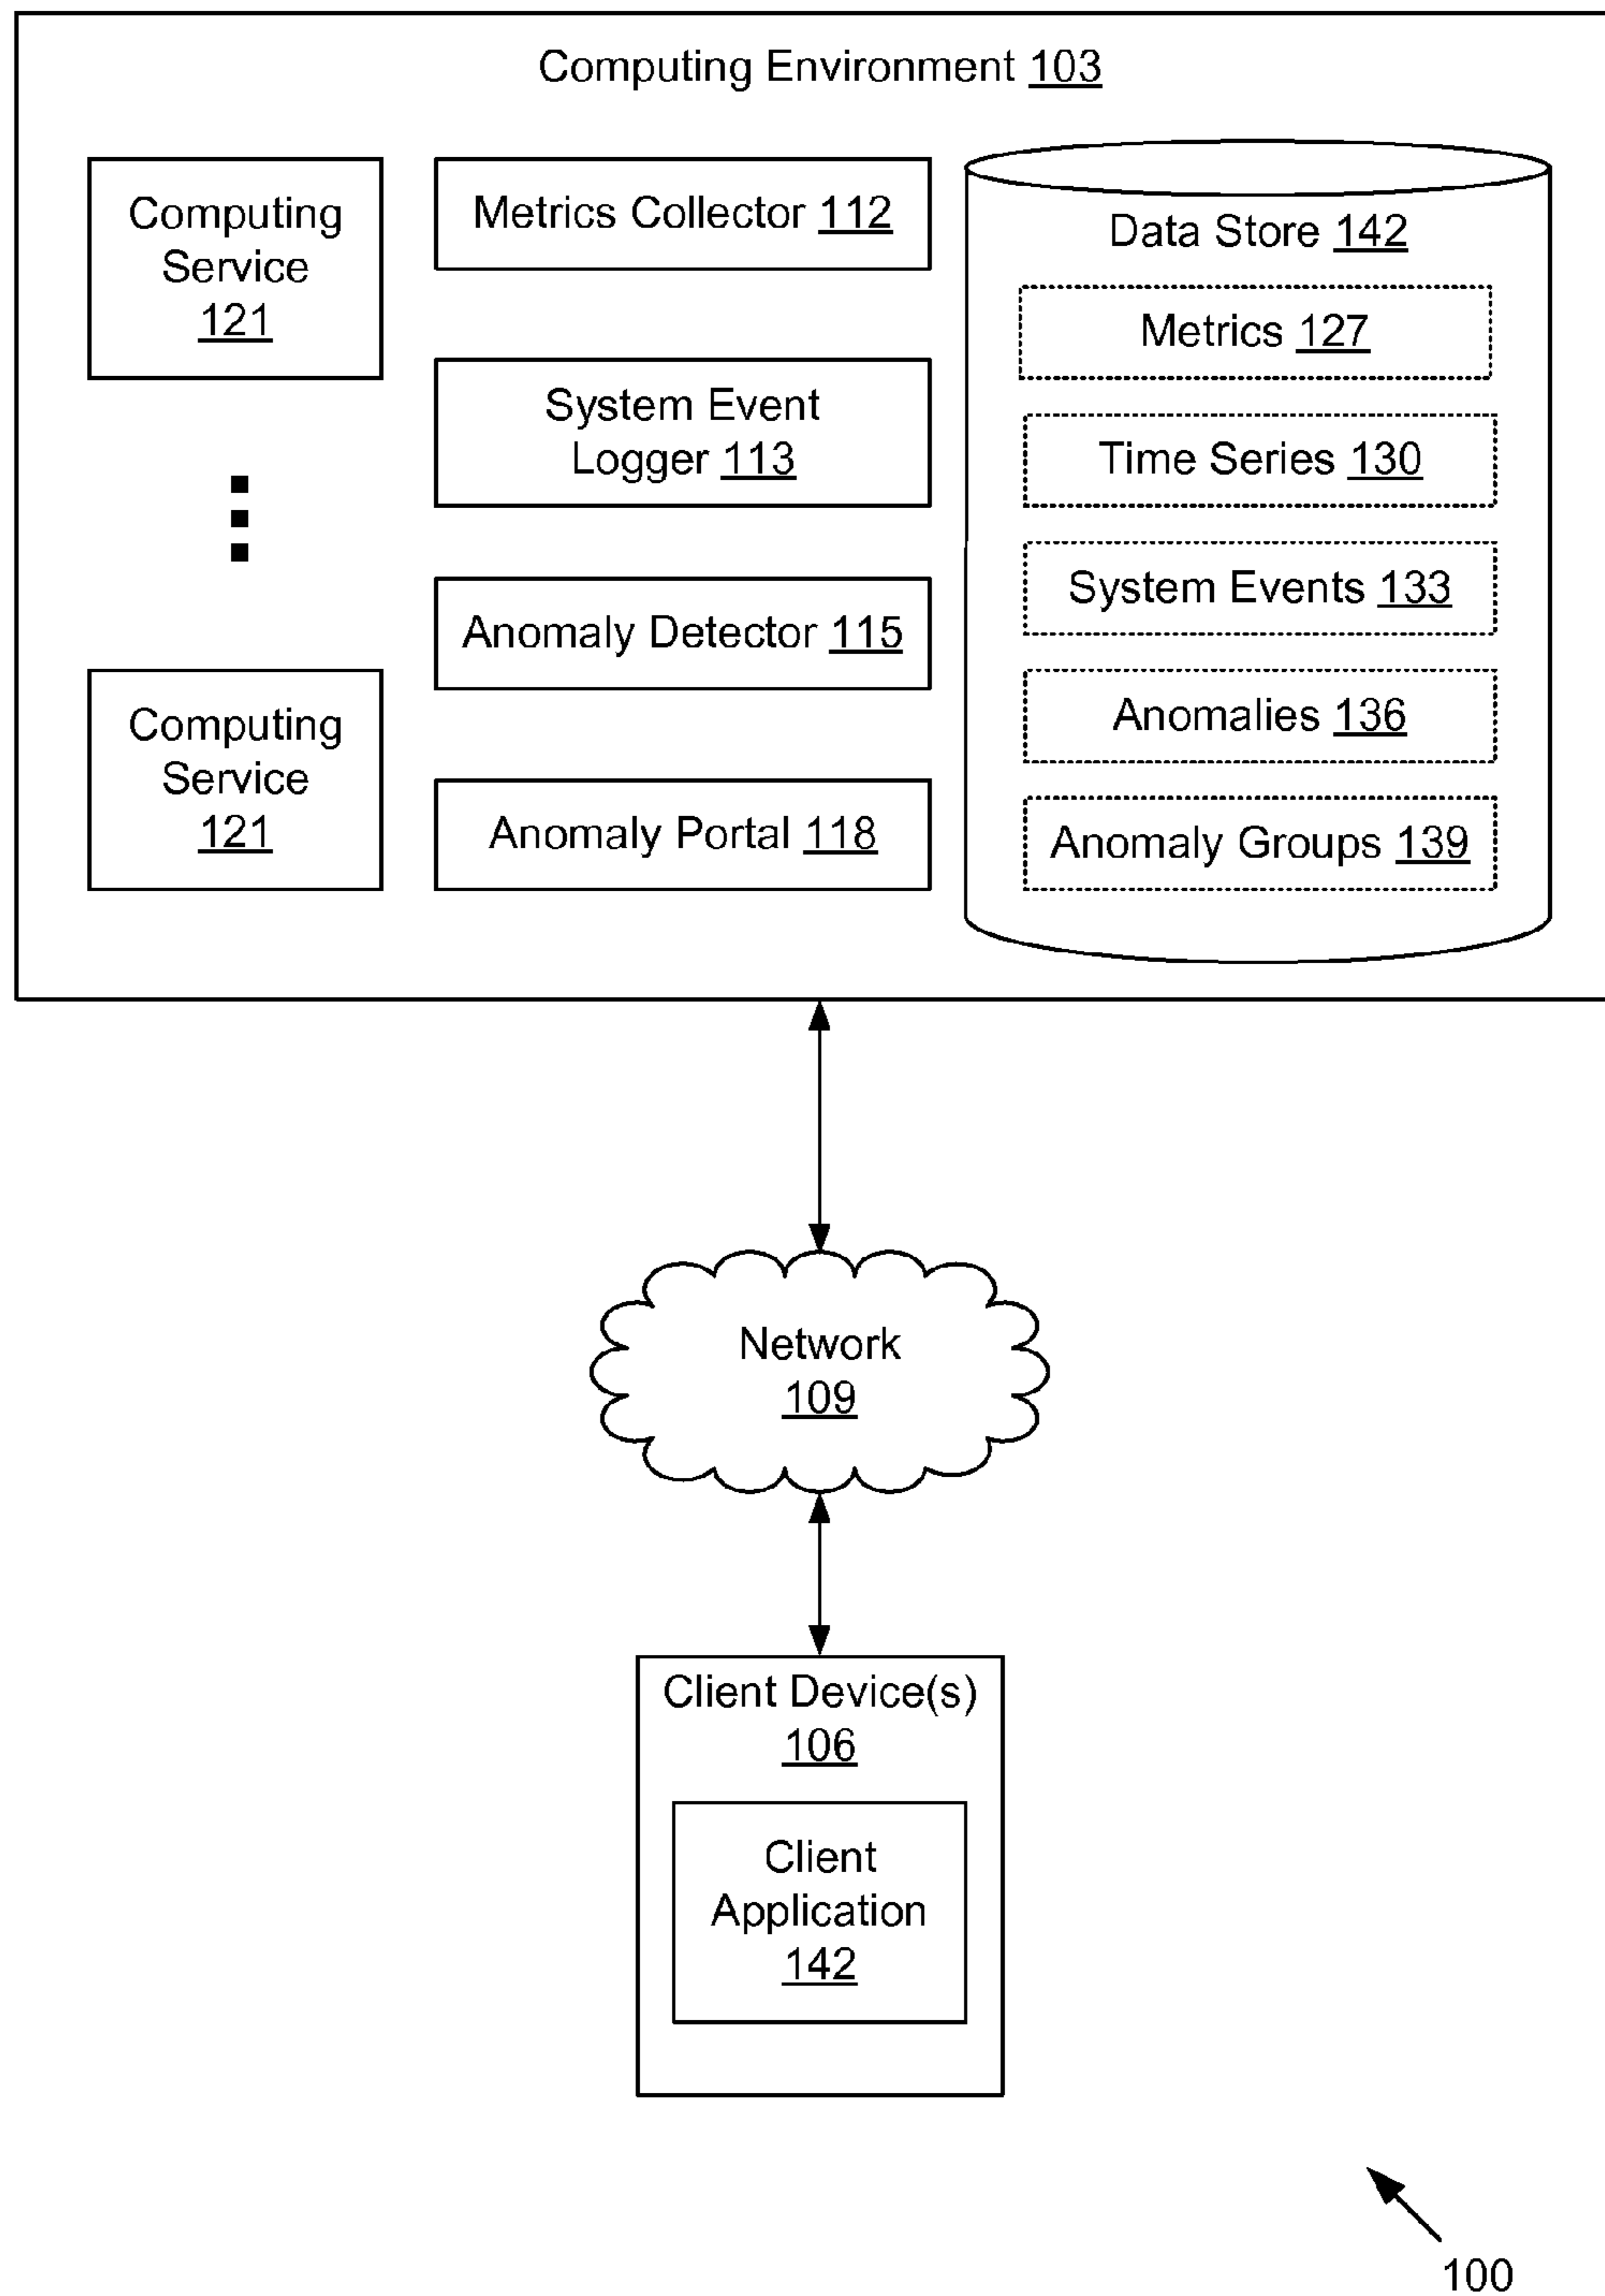 Computing Environment 103
Computing
Service
121
Computing
Service
121
Metrics Collector 112
System Event
Logger 113
Anomaly Detector 115
Anomaly Portal 118
Data Store 142
Metrics 127
Time Series 130
System Events 133
Anomalies 136
Anomaly Groups 139
Network
109
Client Device(s)
106
Client
Application
142
100